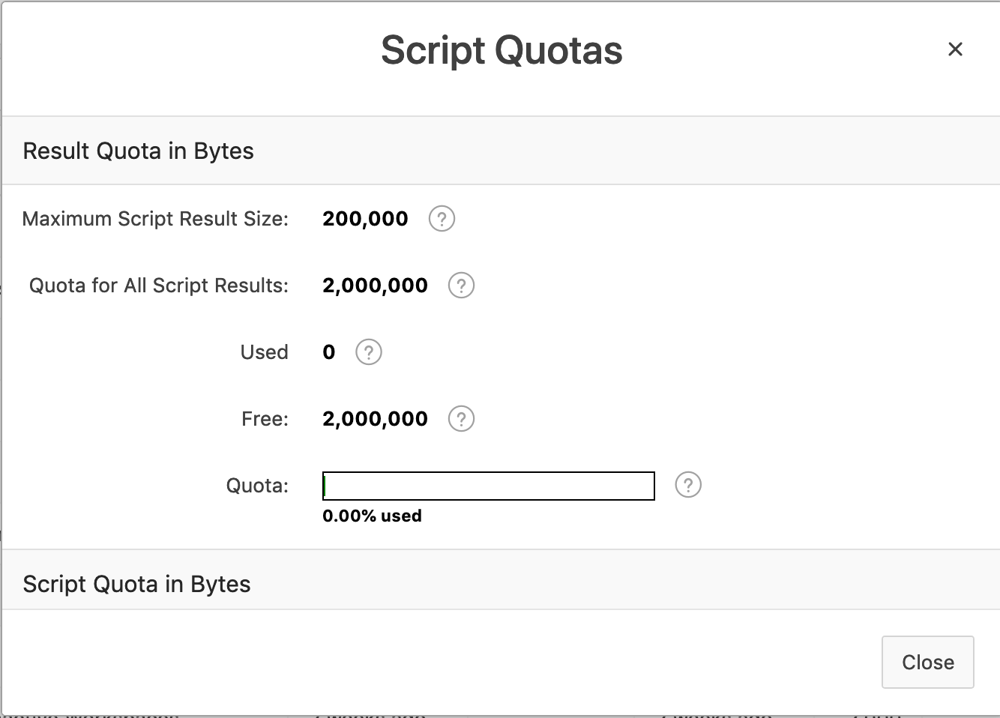 Script Quotas
Result Quota in Bytes
Maximum Script Result Size: 200,000
Quota for All Script Results: 2,000,000
Used 0
Free: 2,000,000
Quota:
0.00% used
Script Quota in Bytes
Close